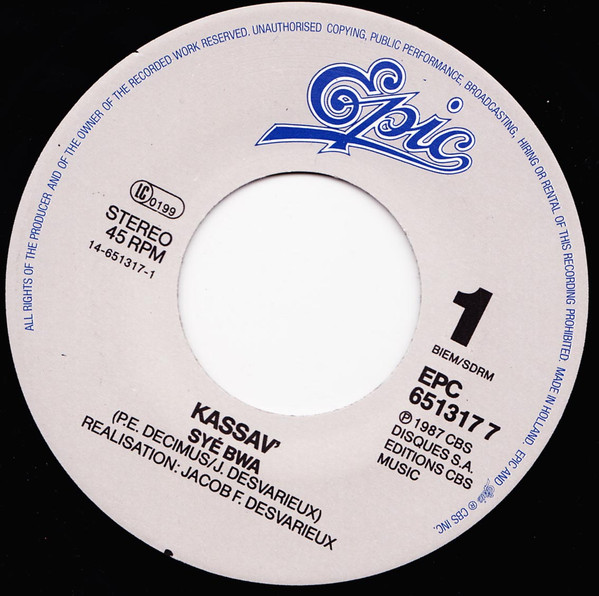 ALL RIGHTS OF THE PRODUCER AND OF THE OWNER OF THE RECORDED WORK RESERVED. UNAUTHORISED COPYING, PUBLIC PERFORMANCE, BROADCASTING, HIRING OR RENTAL OF THIS RECORDING PROHIBITED. MADE IN HOLLAND. EPIC AND Epic ® CBS INC.
Epic
LC 0199
STEREO
45 RPM
14-651317-1
1
BIEM/SDRM
EPC
651317 7
℗ 1987 CBS
DISQUES S.A.
EDITIONS CBS
MUSIC
KASSAV'
SYÉ BWA
(P.E. DECIMUS/J. DESVARIEUX)
REALISATION: JACOB F. DESVARIEUX